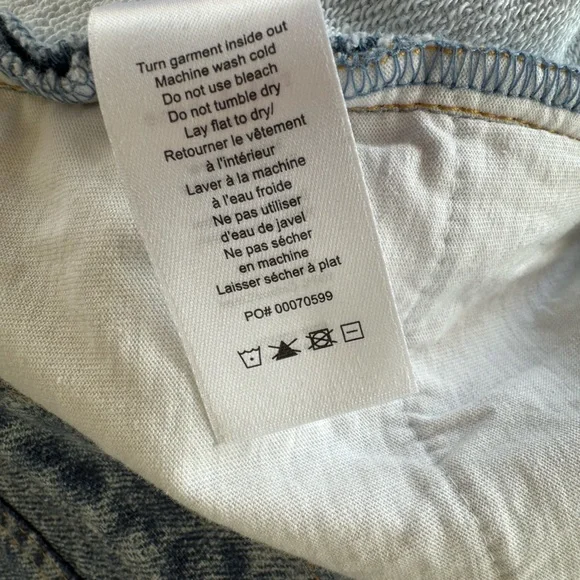 Turn garment inside out
Machine wash cold
Do not use bleach
Do not tumble dry
Lay flat to dry/
Retourner le vêtement
à l'intérieur
Laver à la machine
à l'eau froide
Ne pas utiliser
d'eau de javel
Ne pas sécher
en machine
Laisser sécher à plat
PO# 00070599